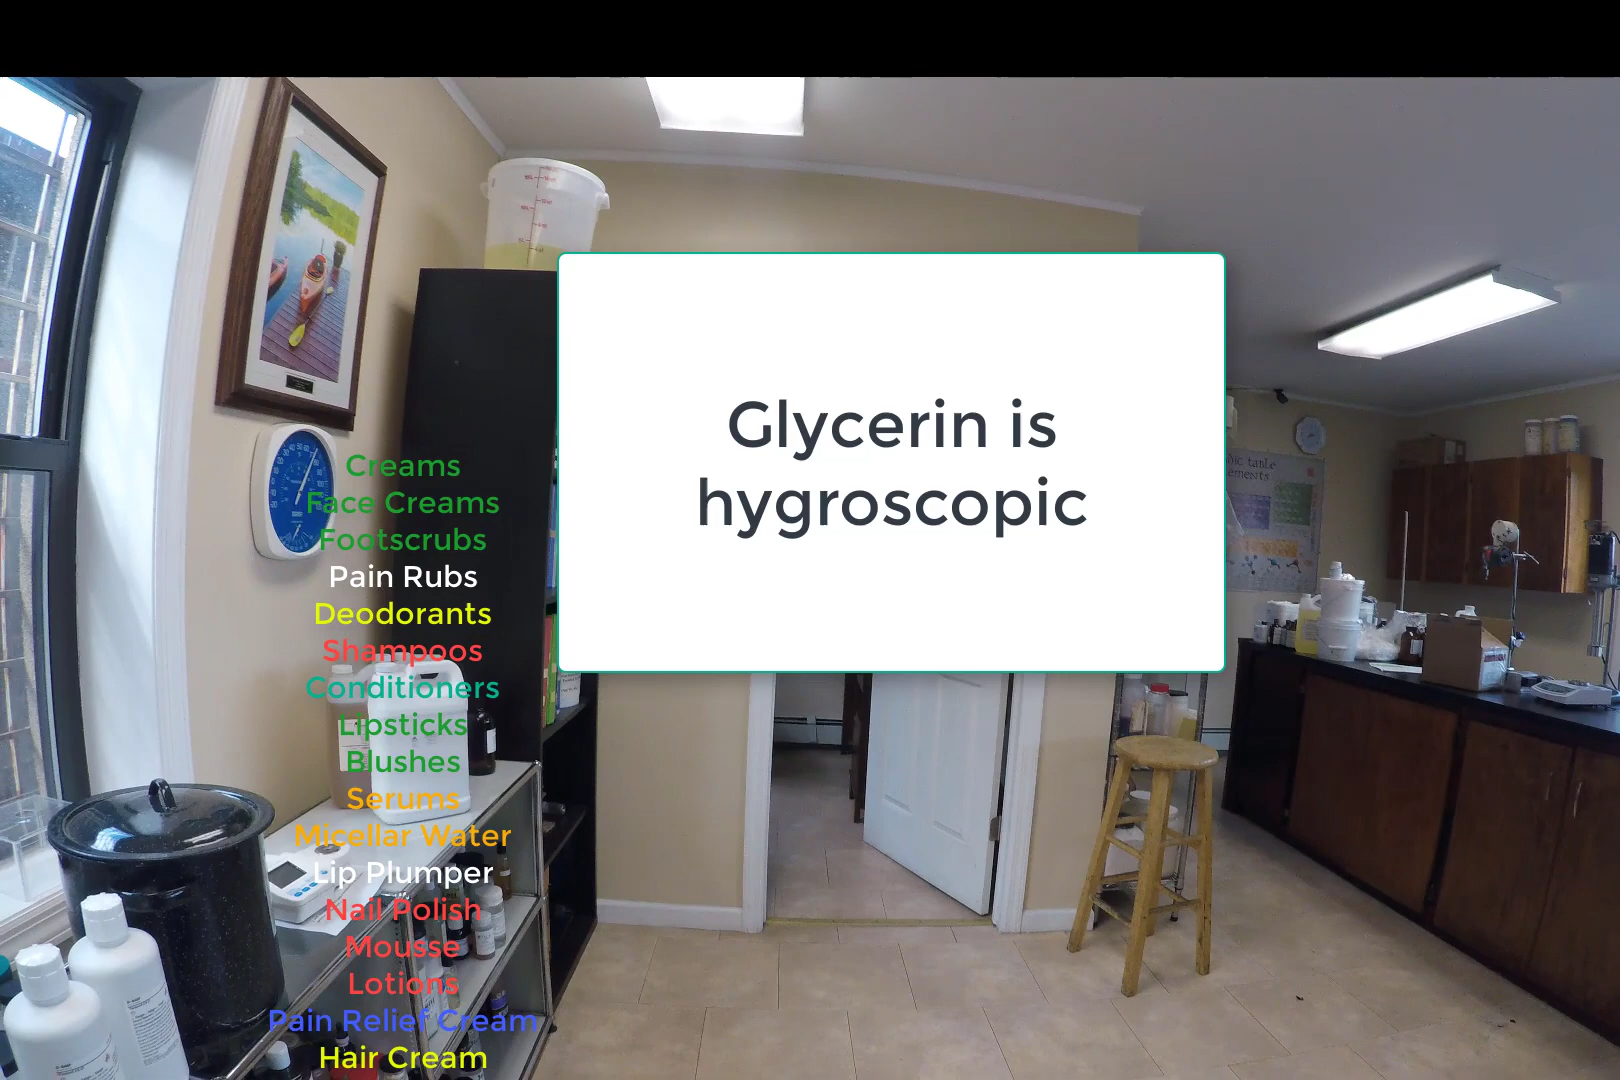 Glycerin is
hygroscopic
Creams
Face Creams
Footscrubs
Pain Rubs
Deodorants
Shampoos
Conditioners
Lipsticks
Blushes
Serums
Micellar Water
Lip Plumper
Nail Polish
Mousse
Lotions
Pain Relief Cream
Hair Cream